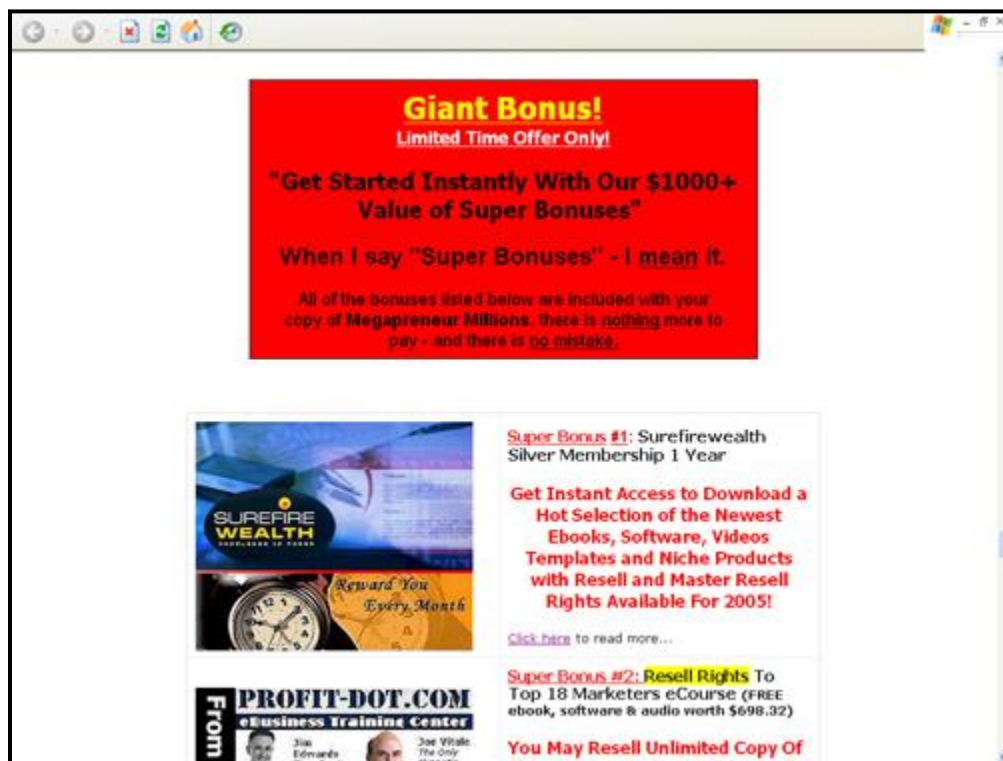 Giant Bonus!
Limited Time Offer Only!
"Get Started Instantly With Our $1000+
Value of Super Bonuses"
When I say "Super Bonuses" - I mean it.
All of the bonuses listed below are included with your
copy of Megapreneur Millions, there is nothing more to
pay - and there is no mistake.
SUREFIRE
WEALTH
KNOWLEDGE IS POWER
Reward You
Every Month
Super Bonus #1: Surefirewealth
Silver Membership 1 Year
Get Instant Access to Download a
Hot Selection of the Newest
Ebooks, Software, Videos
Templates and Niche Products
with Resell and Master Resell
Rights Available For 2005!
Click here to read more...
From
PROFIT-DOT.COM
eBusiness Training Center
Jim
Edwards
Joe Vitale
The Only
Super Bonus #2: Resell Rights To
Top 18 Marketers eCourse (FREE
ebook, software & audio worth $698.32)
You May Resell Unlimited Copy Of